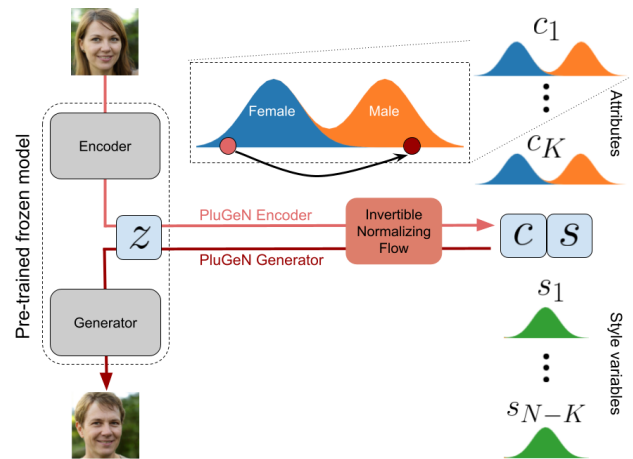 c1
Female
Male
Attributes
cK
Encoder
Pre-trained frozen model
z
PluGeN Encoder
PluGeN Generator
Invertible
Normalizing
Flow
c s
Generator
s1
Style variables
sN−K